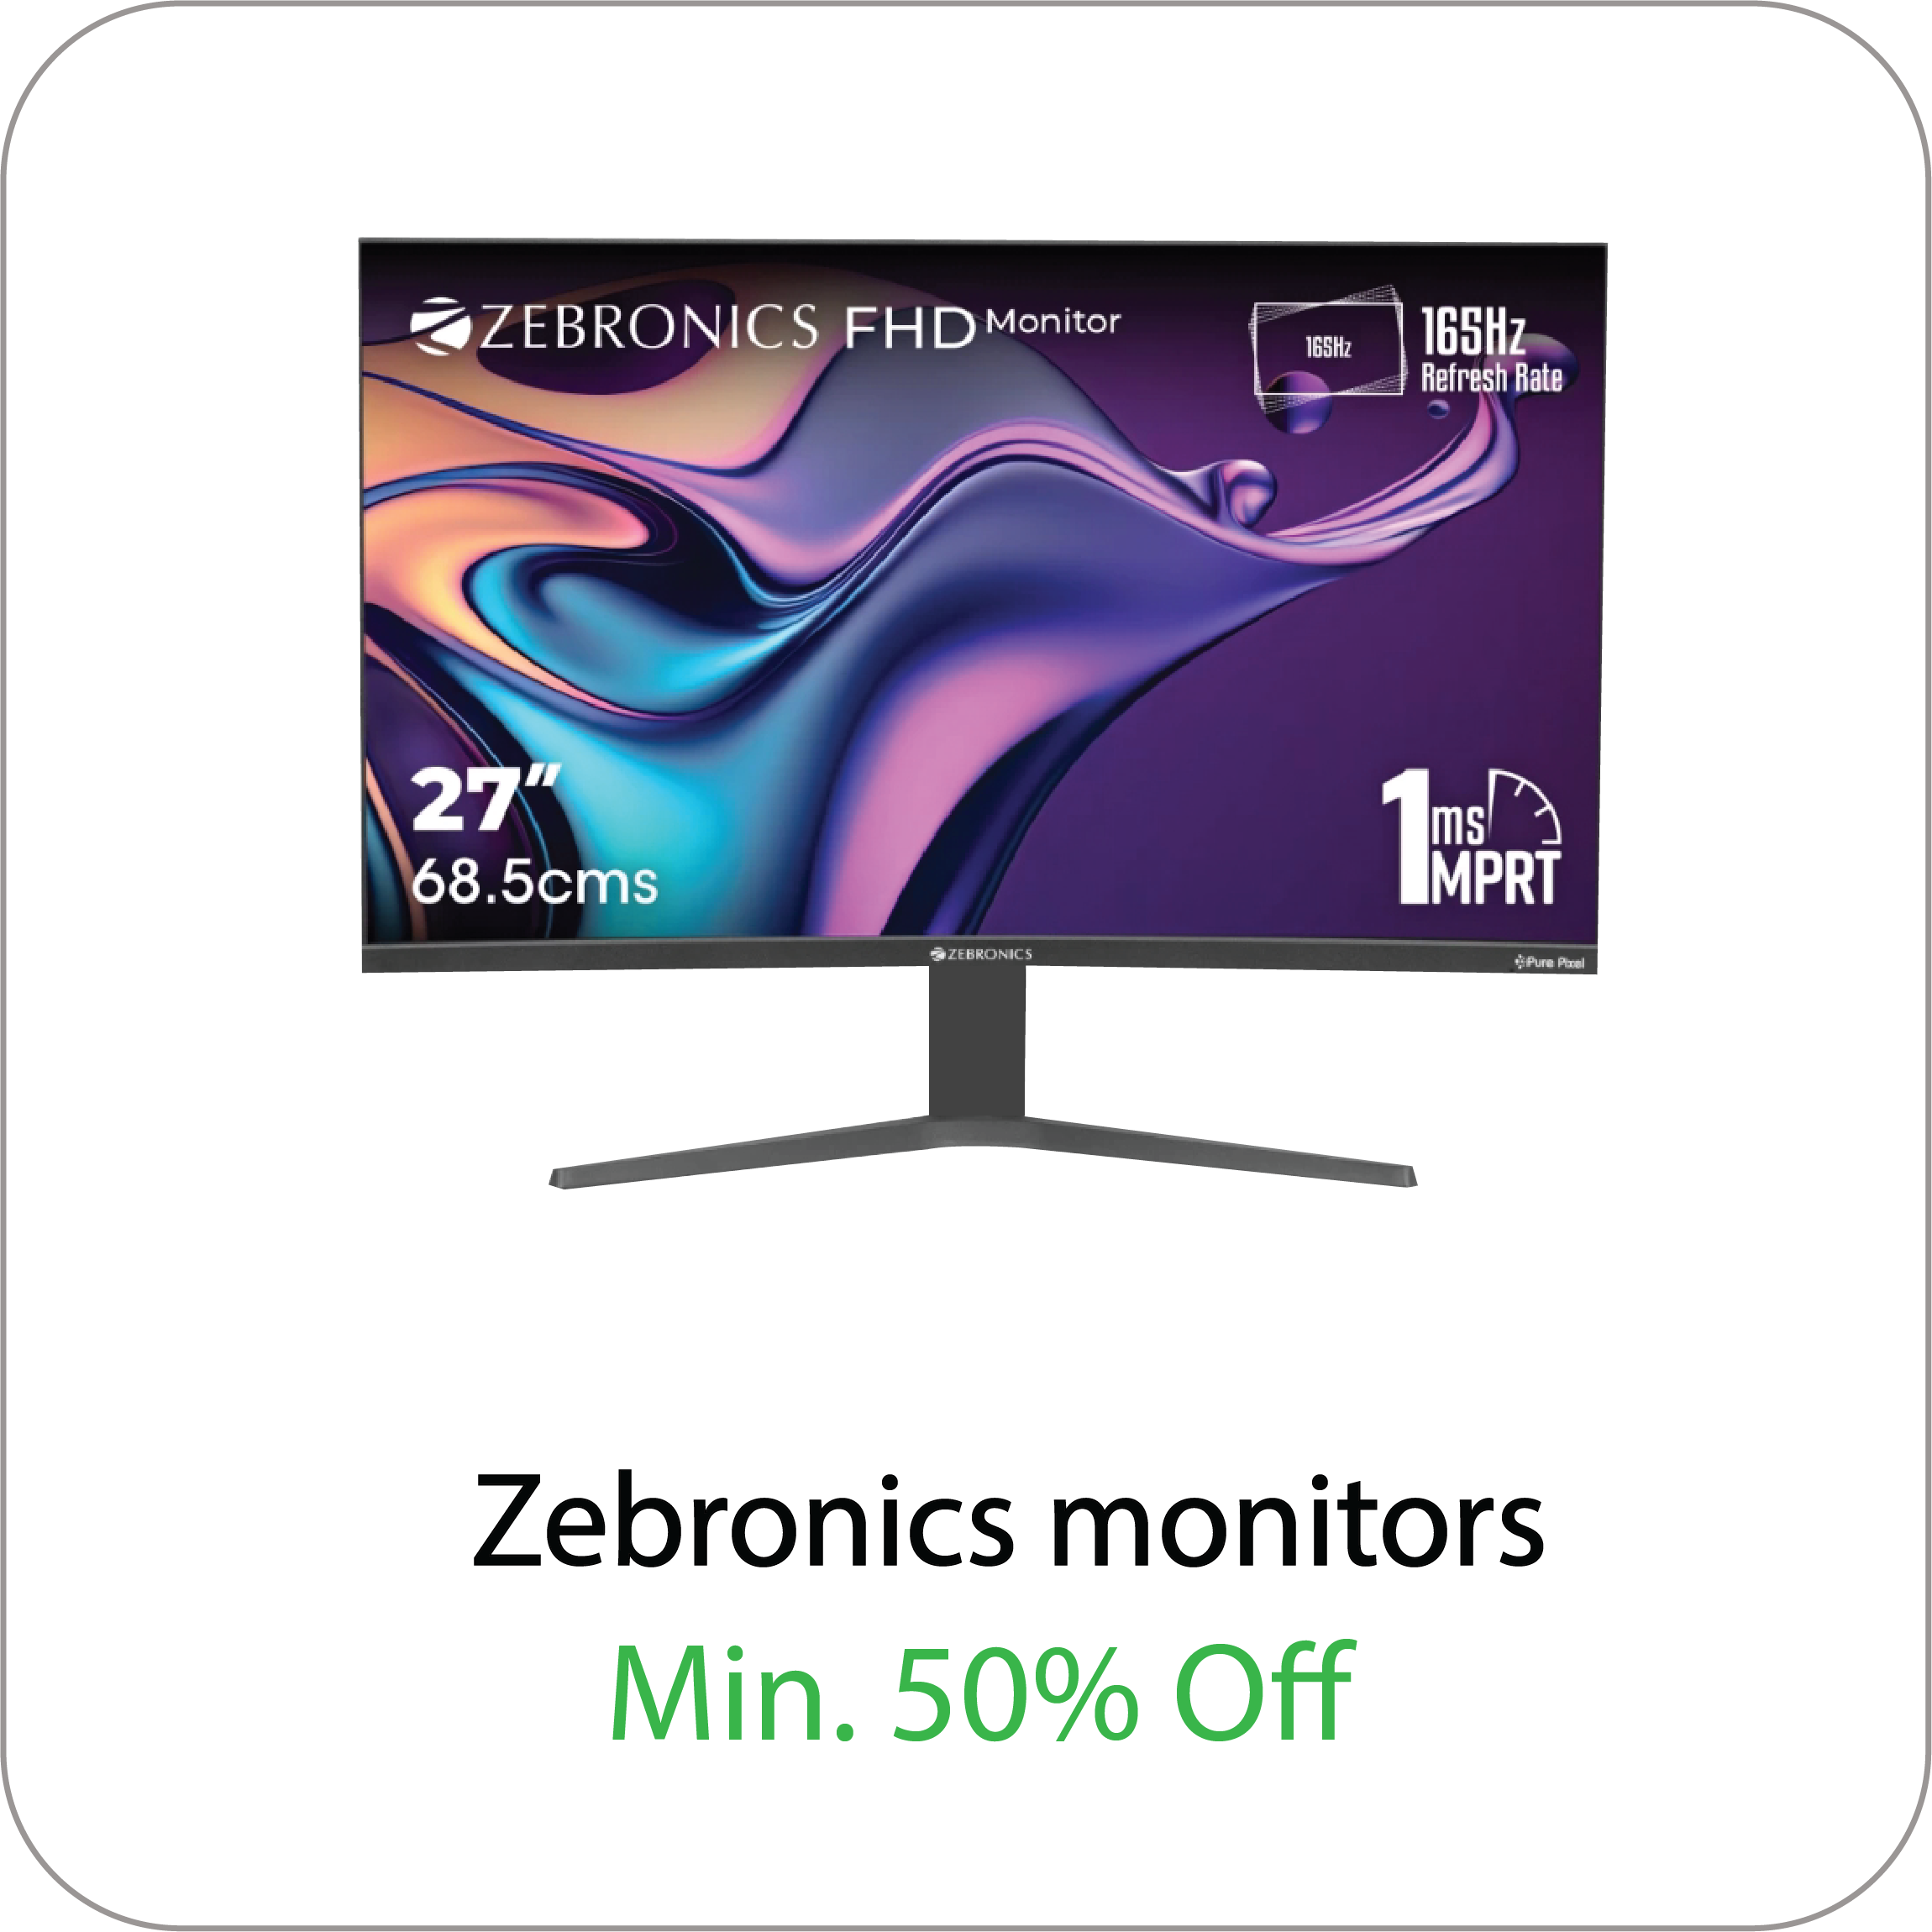 ZEBRONICS FHD Monitor
165Hz
165Hz
Refresh Rate
27"
68.5cms
1ms
MPRT
ZEBRONICS
Pure Pixel
Zebronics monitors
Min. 50% Off